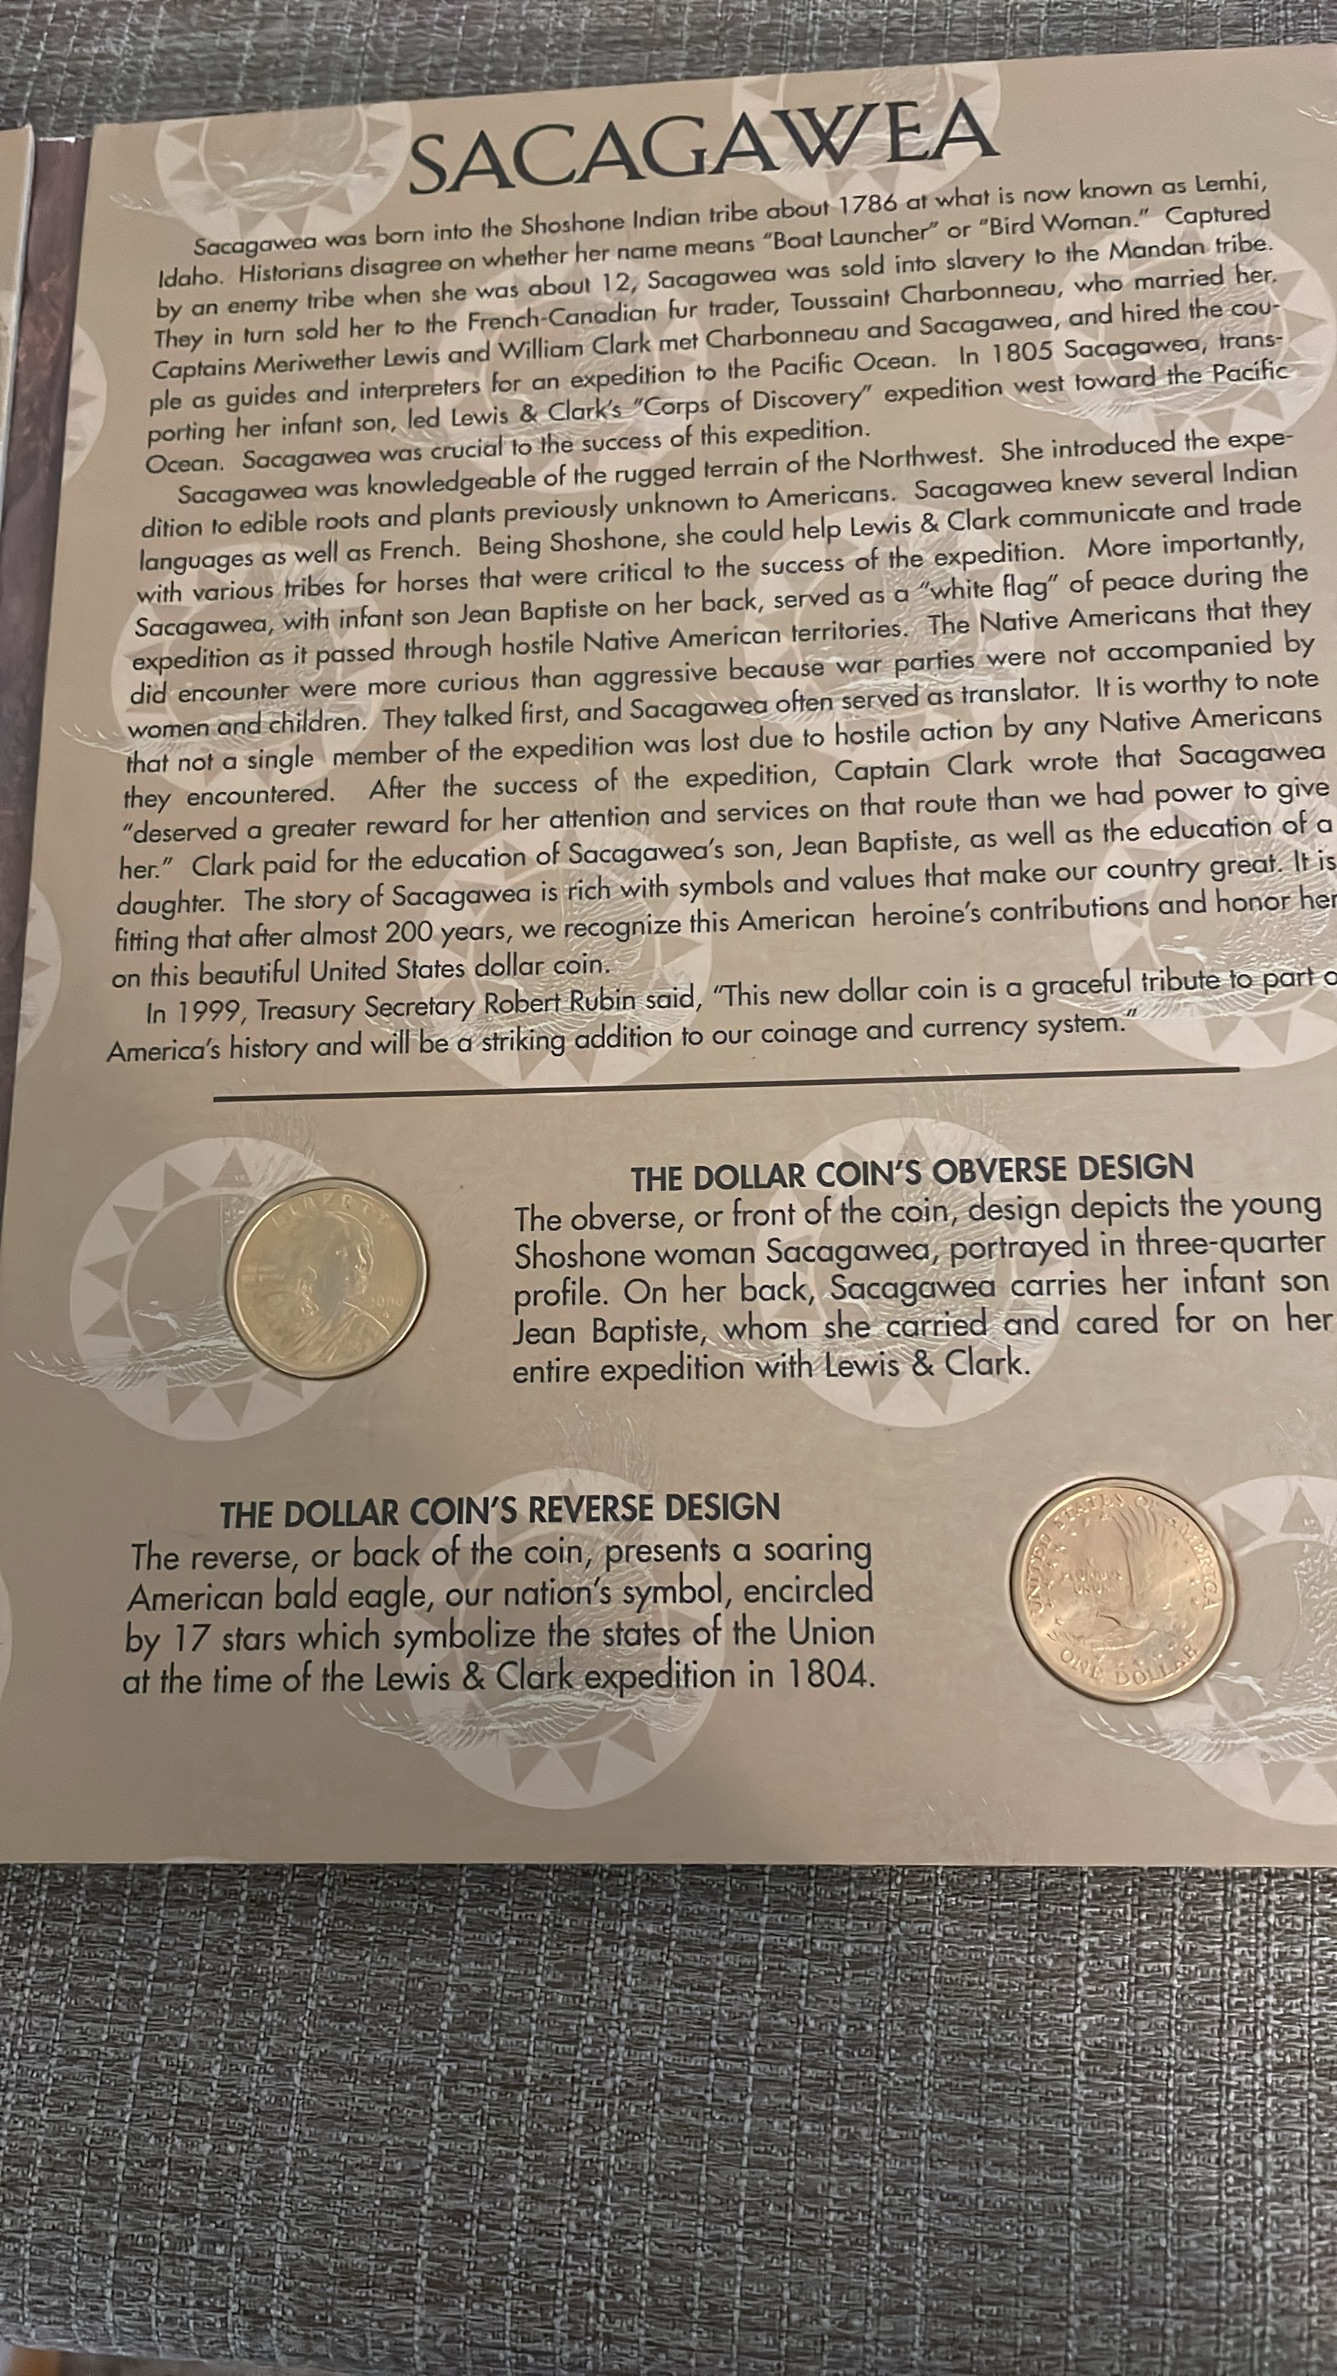 SACAGAWEA
Sacagawea was born into the Shoshone Indian tribe about 1786 at what is now known as Lemhi,
Idaho. Historians disagree on whether her name means "Boat Launcher" or "Bird Woman." Captured
by an enemy tribe when she was about 12, Sacagawea was sold into slavery to the Mandan tribe.
They in turn sold her to the French-Canadian fur trader, Toussaint Charbonneau, who married her.
Captains Meriwether Lewis and William Clark met Charbonneau and Sacagawea, and hired the cou-
ple as guides and interpreters for an expedition to the Pacific Ocean. In 1805 Sacagawea, trans-
porting her infant son, led Lewis & Clark's "Corps of Discovery" expedition west toward the Pacific
Ocean. Sacagawea was crucial to the success of this expedition.
Sacagawea was knowledgeable of the rugged terrain of the Northwest. She introduced the expe-
dition to edible roots and plants previously unknown to Americans. Sacagawea knew several Indian
languages as well as French. Being Shoshone, she could help Lewis & Clark communicate and trade
with various tribes for horses that were critical to the success of the expedition. More importantly,
Sacagawea, with infant son Jean Baptiste on her back, served as a "white flag" of peace during the
expedition as it passed through hostile Native American territories. The Native Americans that they
did encounter were more curious than aggressive because war parties were not accompanied by
women and children. They talked first, and Sacagawea often served as translator. It is worthy to note
that not a single member of the expedition was lost due to hostile action by any Native Americans
they encountered. After the success of the expedition, Captain Clark wrote that Sacagawea
"deserved a greater reward for her attention and services on that route than we had power to give
her." Clark paid for the education of Sacagawea's son, Jean Baptiste, as well as the education of a
daughter. The story of Sacagawea is rich with symbols and values that make our country great. It is
fitting that after almost 200 years, we recognize this American heroine's contributions and honor her
on this beautiful United States dollar coin.
In 1999, Treasury Secretary Robert Rubin said, "This new dollar coin is a graceful tribute to part o
America's history and will be a striking addition to our coinage and currency system."
THE DOLLAR COIN'S OBVERSE DESIGN
The obverse, or front of the coin, design depicts the young
Shoshone woman Sacagawea, portrayed in three-quarter
profile. On her back, Sacagawea carries her infant son
Jean Baptiste, whom she carried and cared for on her
entire expedition with Lewis & Clark.
LIBERTY
2000
THE DOLLAR COIN'S REVERSE DESIGN
The reverse, or back of the coin, presents a soaring
American bald eagle, our nation's symbol, encircled
by 17 stars which symbolize the states of the Union
at the time of the Lewis & Clark expedition in 1804.
UNITED STATES OF AMERICA
ONE DOLLAR